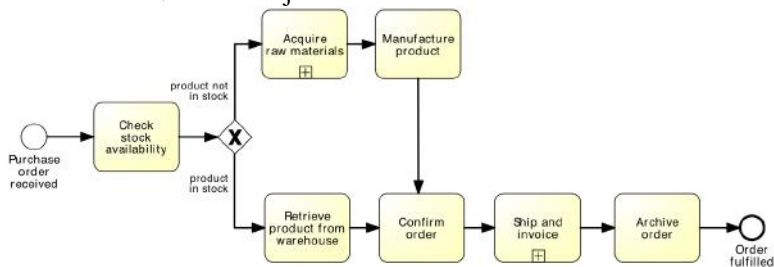 Purchase
order
received
Check
stock
availability
X
product not
in stock
Acquire
raw materials
Manufacture
product
product
in stock
Retrieve
product from
warehouse
Confirm
order
Ship and
invoice
Archive
order
Order
fulfilled